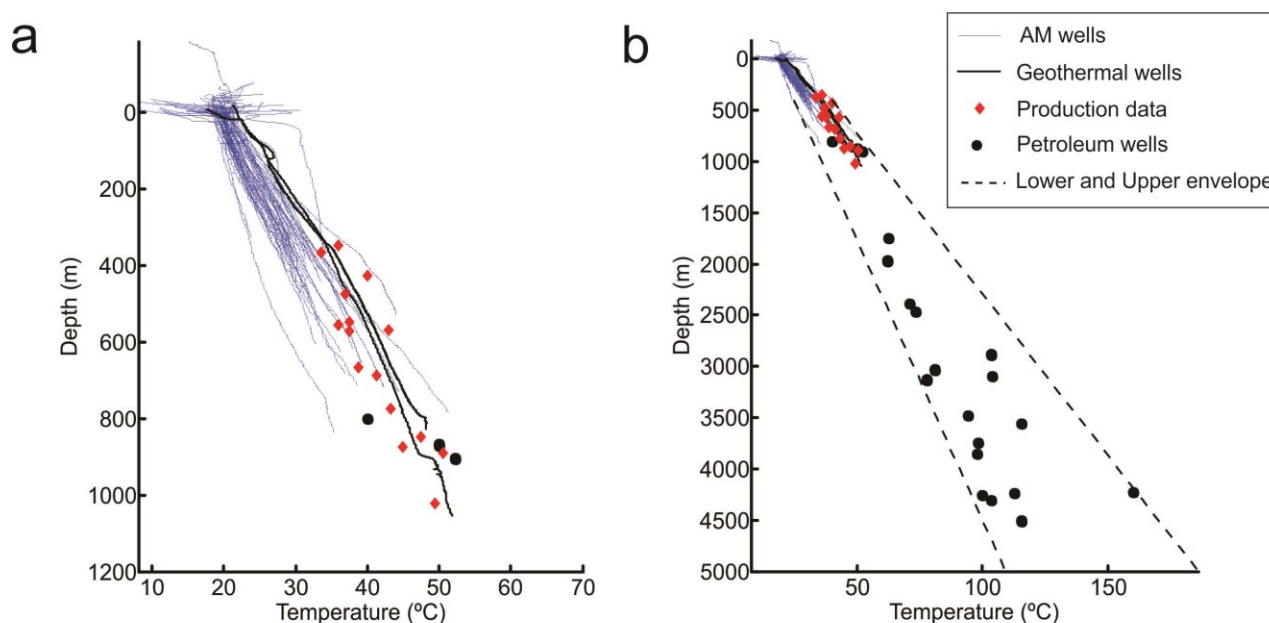 a
0
200
400
600
800
1000
1200
Depth (m)
10 20 30 40 50 60 70
Temperature (ºC)
b
0
500
1000
1500
2000
2500
3000
3500
4000
4500
5000
Depth (m)
50 100 150
Temperature (ºC)
AM wells
Geothermal wells
Production data
Petroleum wells
Lower and Upper envelope